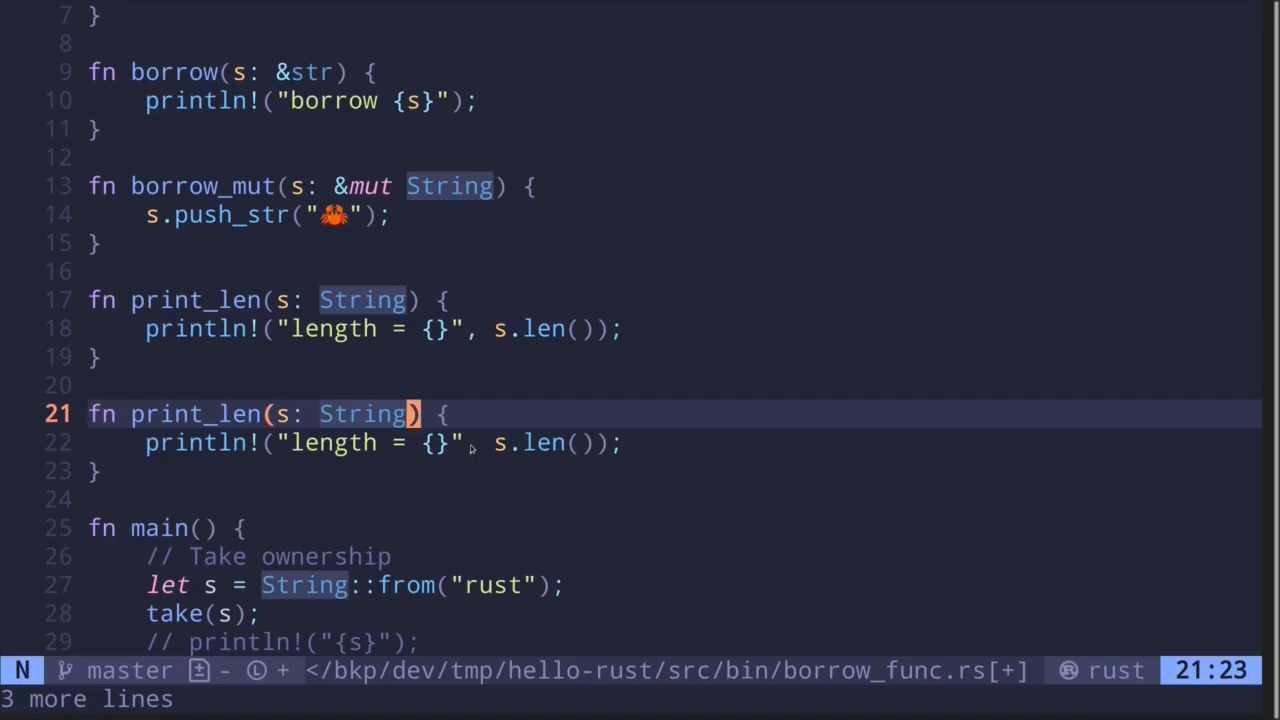 7 }
8
9 fn borrow(s: &str) {
10     println!("borrow {s}");
11 }
12
13 fn borrow_mut(s: &mut String) {
14     s.push_str("🦀");
15 }
16
17 fn print_len(s: String) {
18     println!("length = {}", s.len());
19 }
20
21 fn print_len(s: String) {
22     println!("length = {}", s.len());
23 }
24
25 fn main() {
26     // Take ownership
27     let s = String::from("rust");
28     take(s);
29     // println!("{s}");
N master - Ⓛ + </bkp/dev/tmp/hello-rust/src/bin/borrow_func.rs[+] rust 21:23
3 more lines